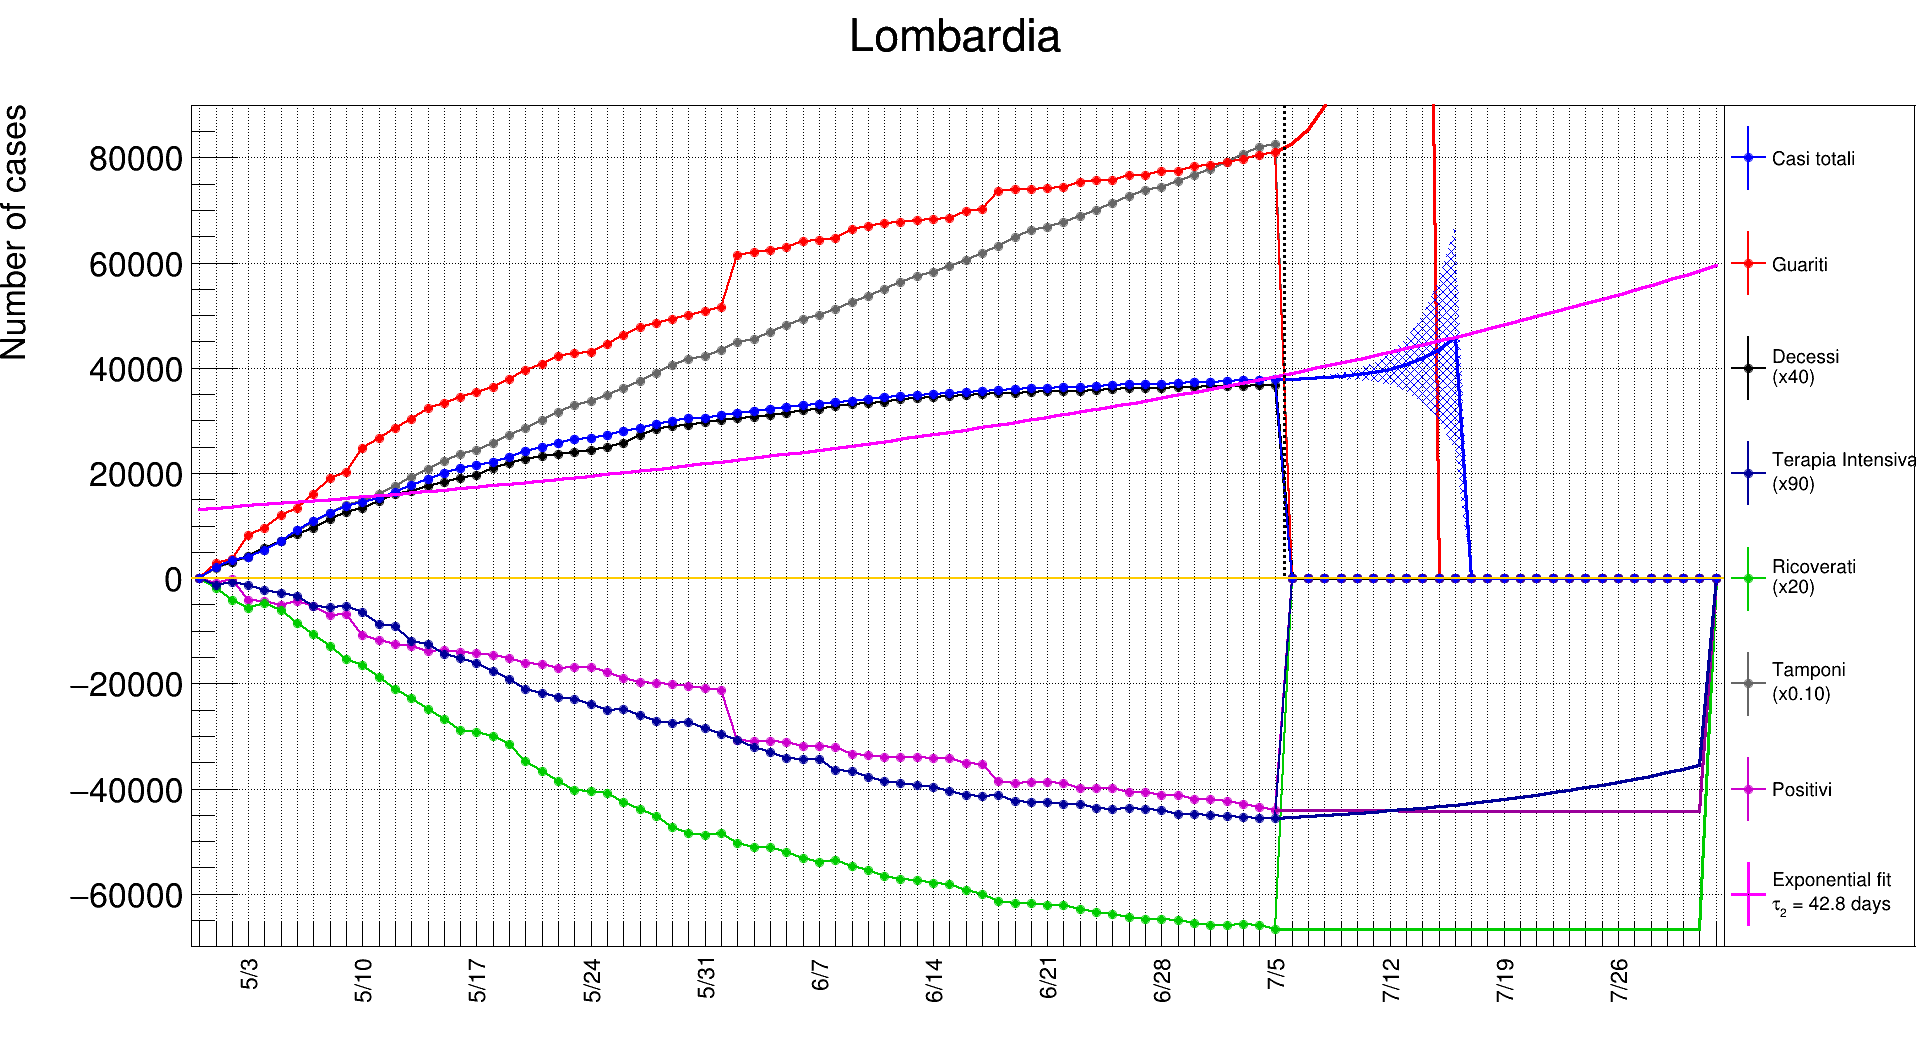 Lombardia
Number of cases
80000
60000
40000
20000
0
−20000
−40000
−60000
5/3
5/10
5/17
5/24
5/31
6/7
6/14
6/21
6/28
7/5
7/12
7/19
7/26
Casi totali
Guariti
Decessi
(x40)
Terapia Intensiva
(x90)
Ricoverati
(x20)
Tamponi
(x0.10)
Positivi
Exponential fit
τ₂ = 42.8 days